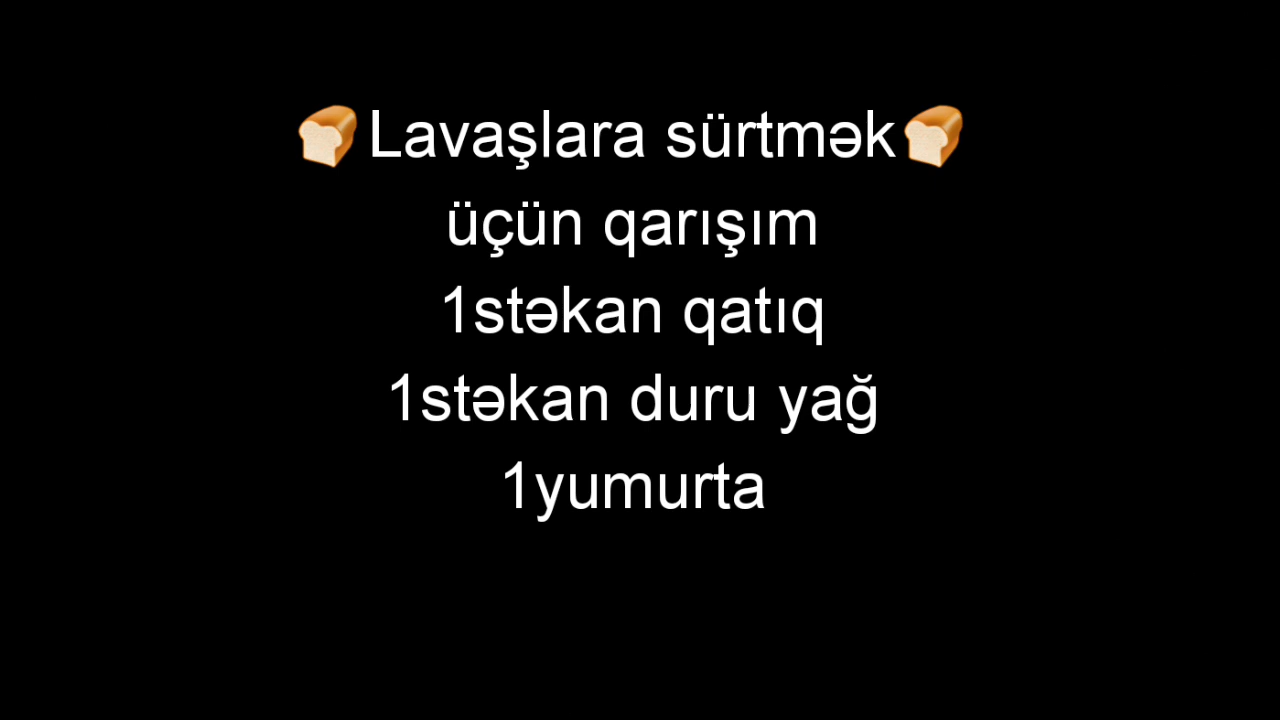 🍞Lavaşlara sürtmək🍞
üçün qarışım
1stəkan qatıq
1stəkan duru yağ
1yumurta